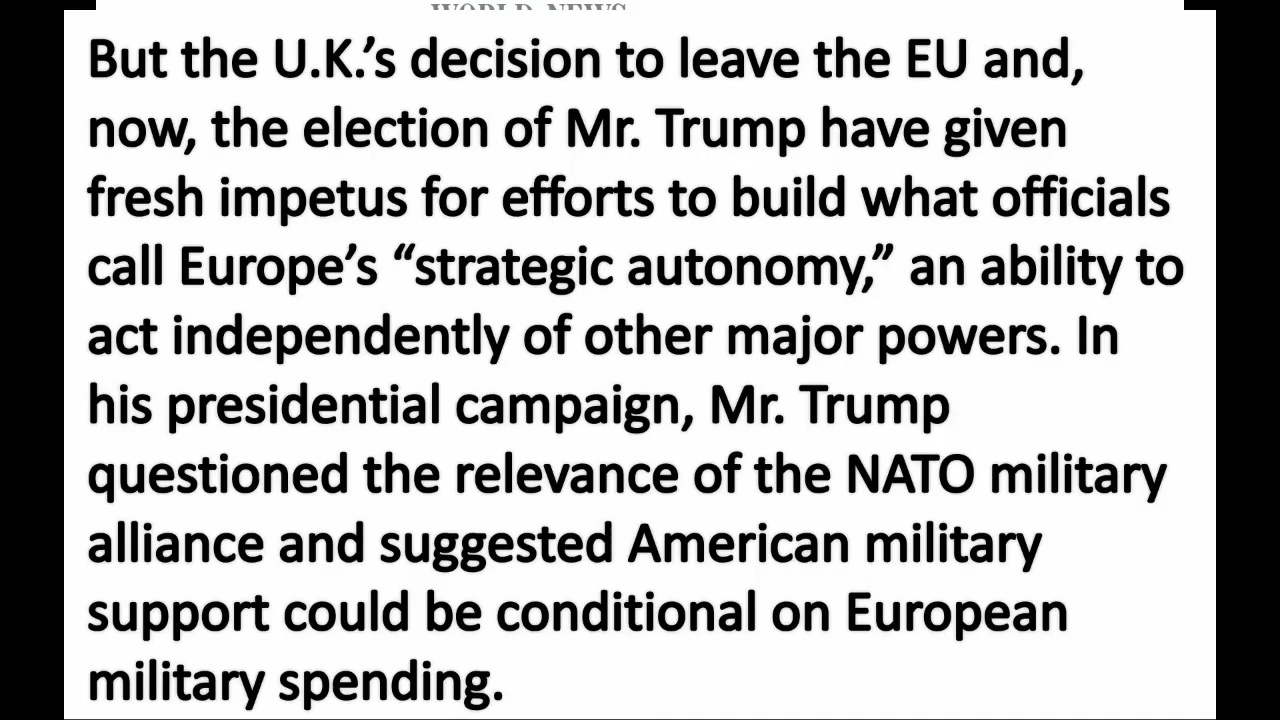 WORLD NEWS
But the U.K.’s decision to leave the EU and,
now, the election of Mr. Trump have given
fresh impetus for efforts to build what officials
call Europe’s “strategic autonomy,” an ability to
act independently of other major powers. In
his presidential campaign, Mr. Trump
questioned the relevance of the NATO military
alliance and suggested American military
support could be conditional on European
military spending.